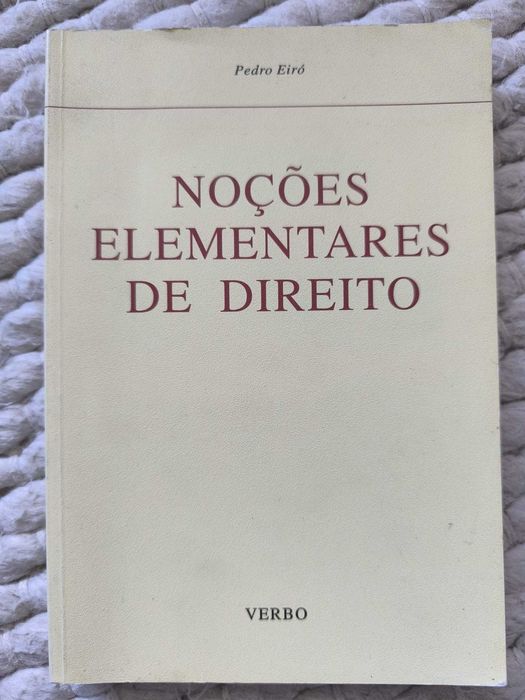 Pedro Eiró
NOÇÕES
ELEMENTARES
DE DIREITO
VERBO